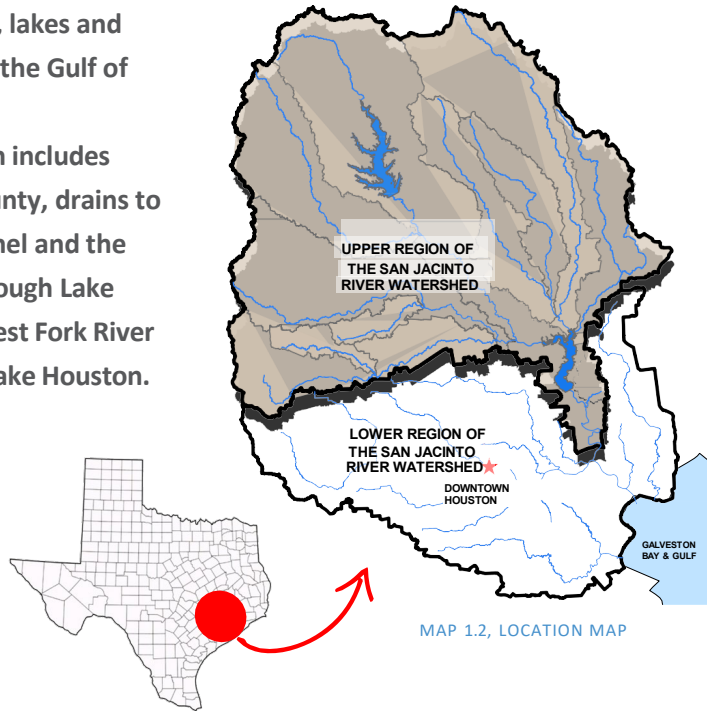 , lakes and
the Gulf of
includes
unty, drains to
nel and the
ough Lake
est Fork River
ake Houston.
UPPER REGION OF
THE SAN JACINTO
RIVER WATERSHED
LOWER REGION OF
THE SAN JACINTO
RIVER WATERSHED
DOWNTOWN
HOUSTON
GALVESTON
BAY & GULF
MAP 1.2, LOCATION MAP